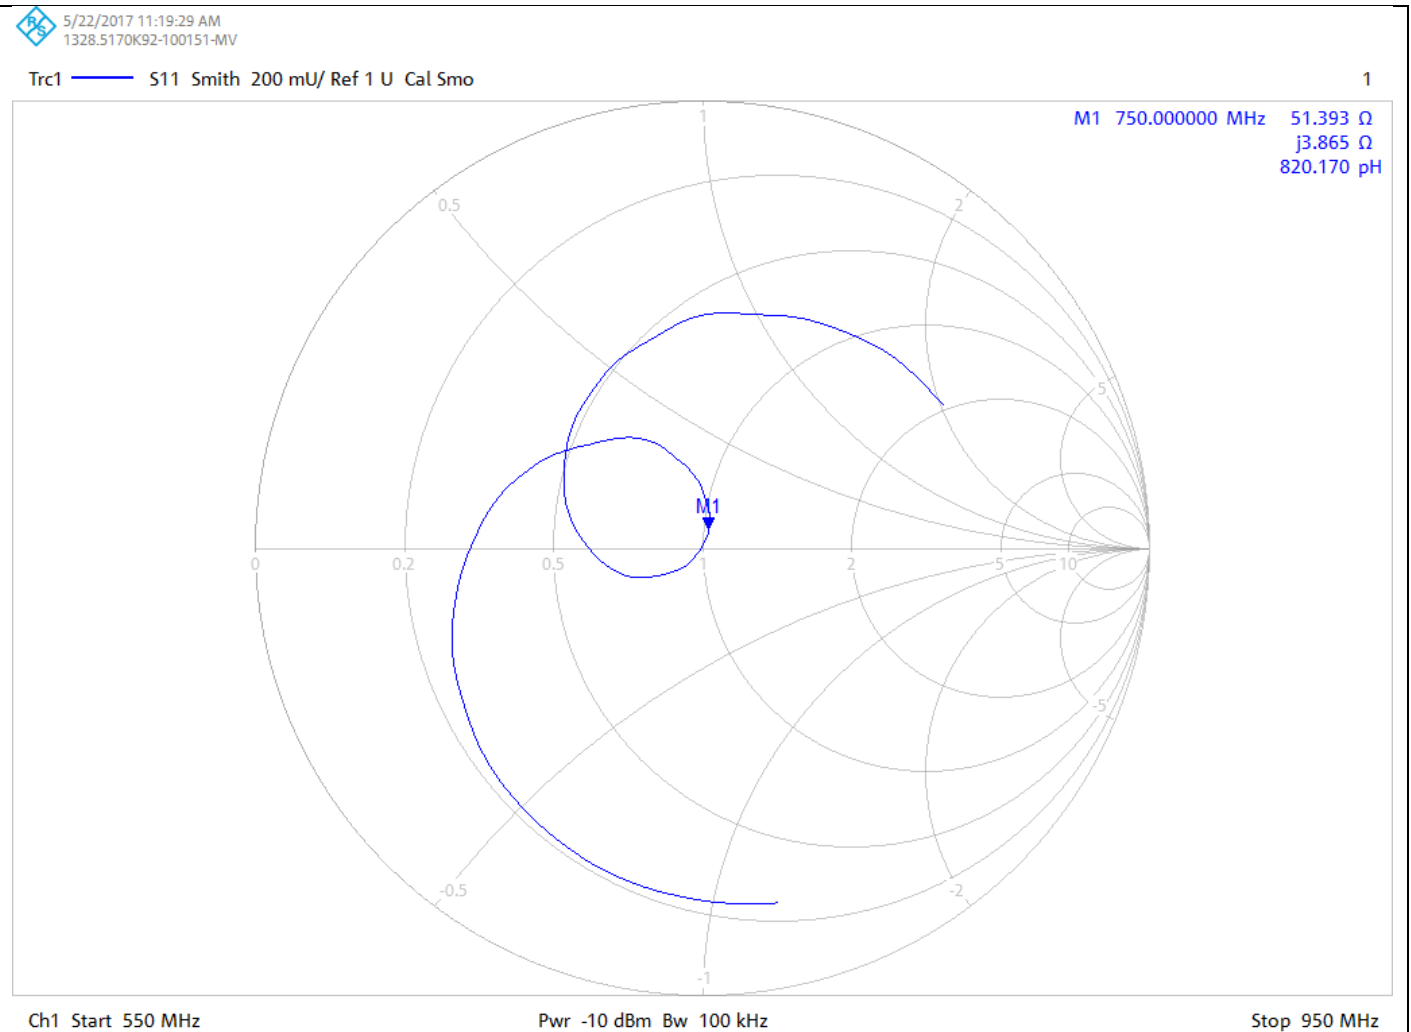 R S
5/22/2017 11:19:29 AM
1328.5170K92-100151-MV
Trc1 S11 Smith 200 mU/ Ref 1 U Cal Smo 1
M1 750.000000 MHz 51.393 Ω
j3.865 Ω
820.170 pH
1
0.5 2
5
M1
0 0.2 0.5 1 2 5 10
-5
-0.5 -2
-1
Ch1 Start 550 MHz Pwr -10 dBm Bw 100 kHz Stop 950 MHz